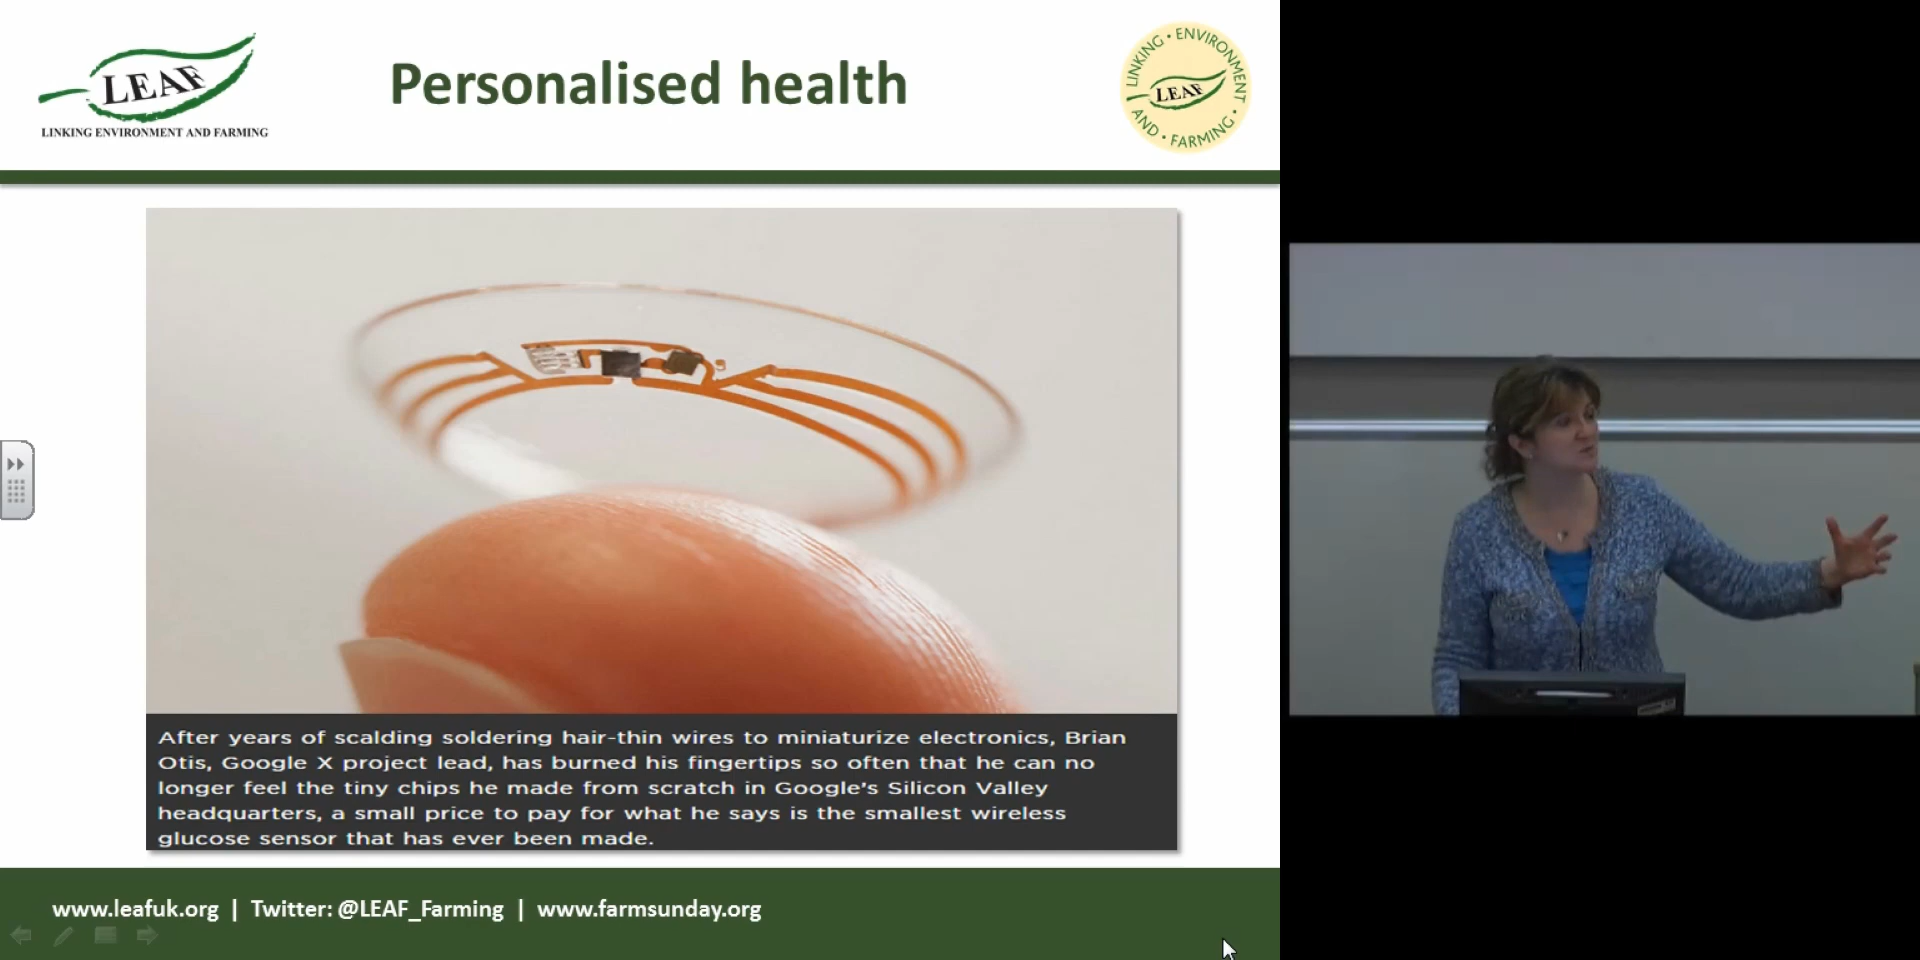 LEAF
LINKING ENVIRONMENT AND FARMING
Personalised health
LINKING • ENVIRONMENT
LEAF
AND • FARMING •
After years of scalding soldering hair-thin wires to miniaturize electronics, Brian
Otis, Google X project lead, has burned his fingertips so often that he can no
longer feel the tiny chips he made from scratch in Google's Silicon Valley
headquarters, a small price to pay for what he says is the smallest wireless
glucose sensor that has ever been made.
www.leafuk.org | Twitter: @LEAF_Farming | www.farmsunday.org